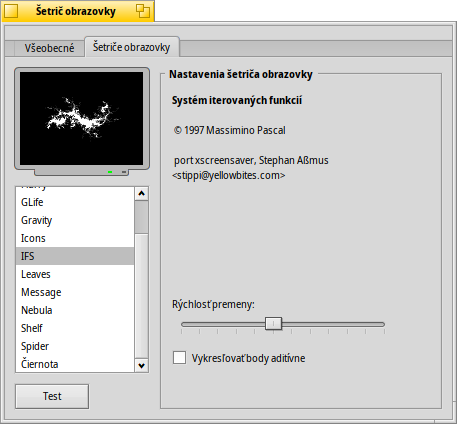 Šetrič obrazovky
Všeobecné
Šetriče obrazovky
Nastavenia šetriča obrazovky
Systém iterovaných funkcií
© 1997 Massimino Pascal
port xscreensaver, Stephan Aßmus
<stippi@yellowbites.com>
GLife
Gravity
Icons
IFS
Leaves
Message
Nebula
Shelf
Spider
Čiernota
Rýchlosť premeny:
Vykresľovať body aditívne
Test